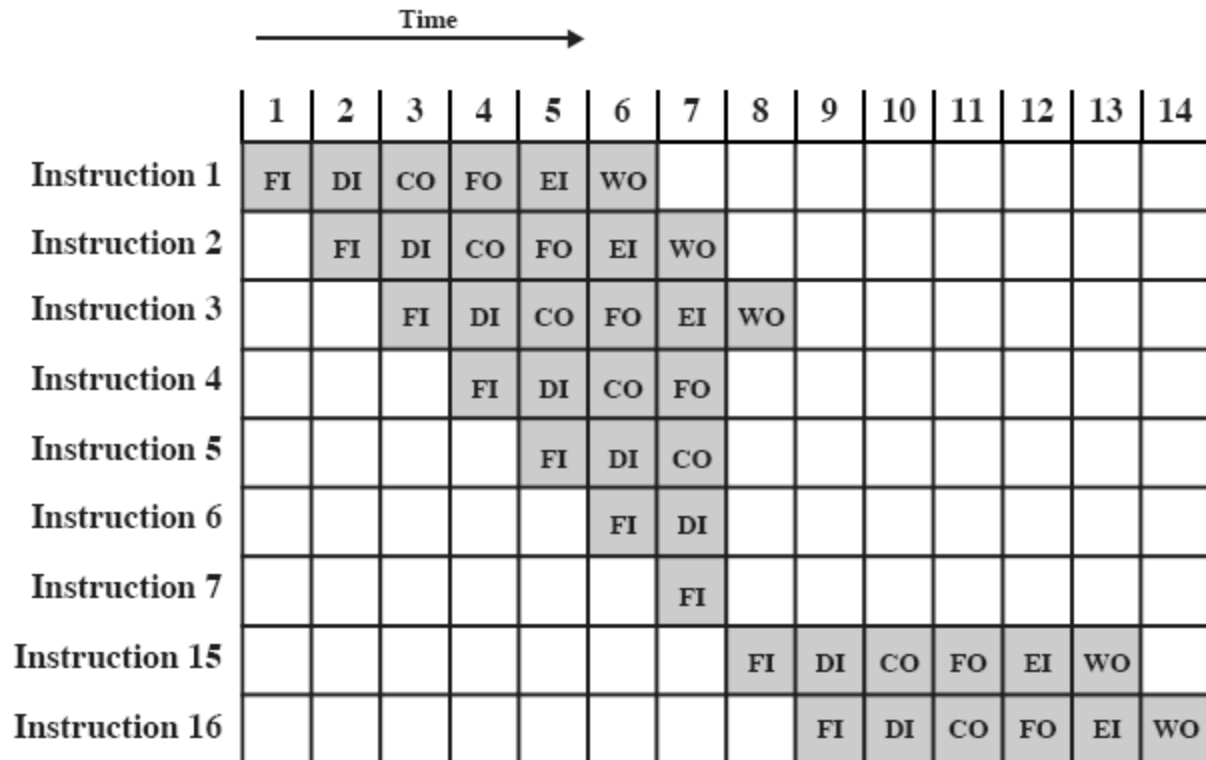 Time
1 2 3 4 5 6 7 8 9 10 11 12 13 14
Instruction 1 FI DI CO FO EI WO
Instruction 2 FI DI CO FO EI WO
Instruction 3 FI DI CO FO EI WO
Instruction 4 FI DI CO FO
Instruction 5 FI DI CO
Instruction 6 FI DI
Instruction 7 FI
Instruction 15 FI DI CO FO EI WO
Instruction 16 FI DI CO FO EI WO